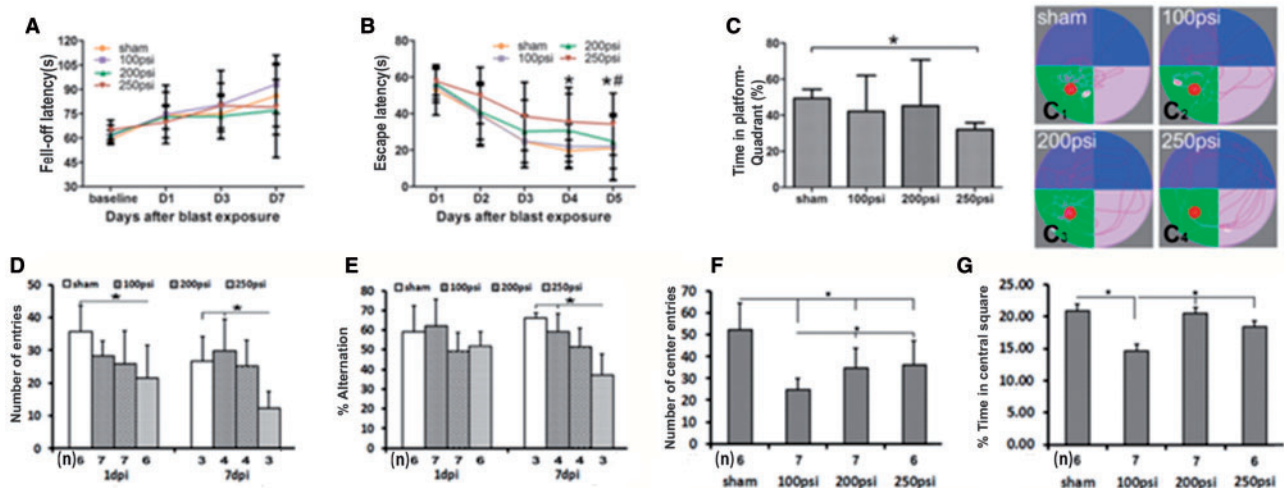 A
Fell-off latency(s)
120
105
90
75
60
45
30
sham
100psi
200psi
250psi
baseline
D1
D3
D7
Days after blast exposure
B
Escape latency(s)
80
60
40
20
0
sham
100psi
200psi
250psi
*
*#
D1
D2
D3
D4
D5
Days after blast exposure
C
Time in platform-
Quadrant (%)
80
60
40
20
0
*
sham
100psi
200psi
250psi
sham
C1
100psi
C2
200psi
C3
250psi
C4
D
Number of entries
50
40
30
20
10
0
sham
100psi
200psi
250psi
*
*
(n)6
7
7
6
3
4
4
3
1dpi
7dpi
E
% Alternation
80
70
60
50
40
30
20
10
0
sham
100psi
200psi
250psi
*
(n)6
7
7
6
3
4
4
3
1dpi
7dpi
F
Number of center entries
70
60
50
40
30
20
10
0
*
*
(n)6
7
7
6
sham
100psi
200psi
250psi
G
% Time in central square
25.00
20.00
15.00
10.00
5.00
0.00
*
*
(n)6
7
7
6
sham
100psi
200psi
250psi